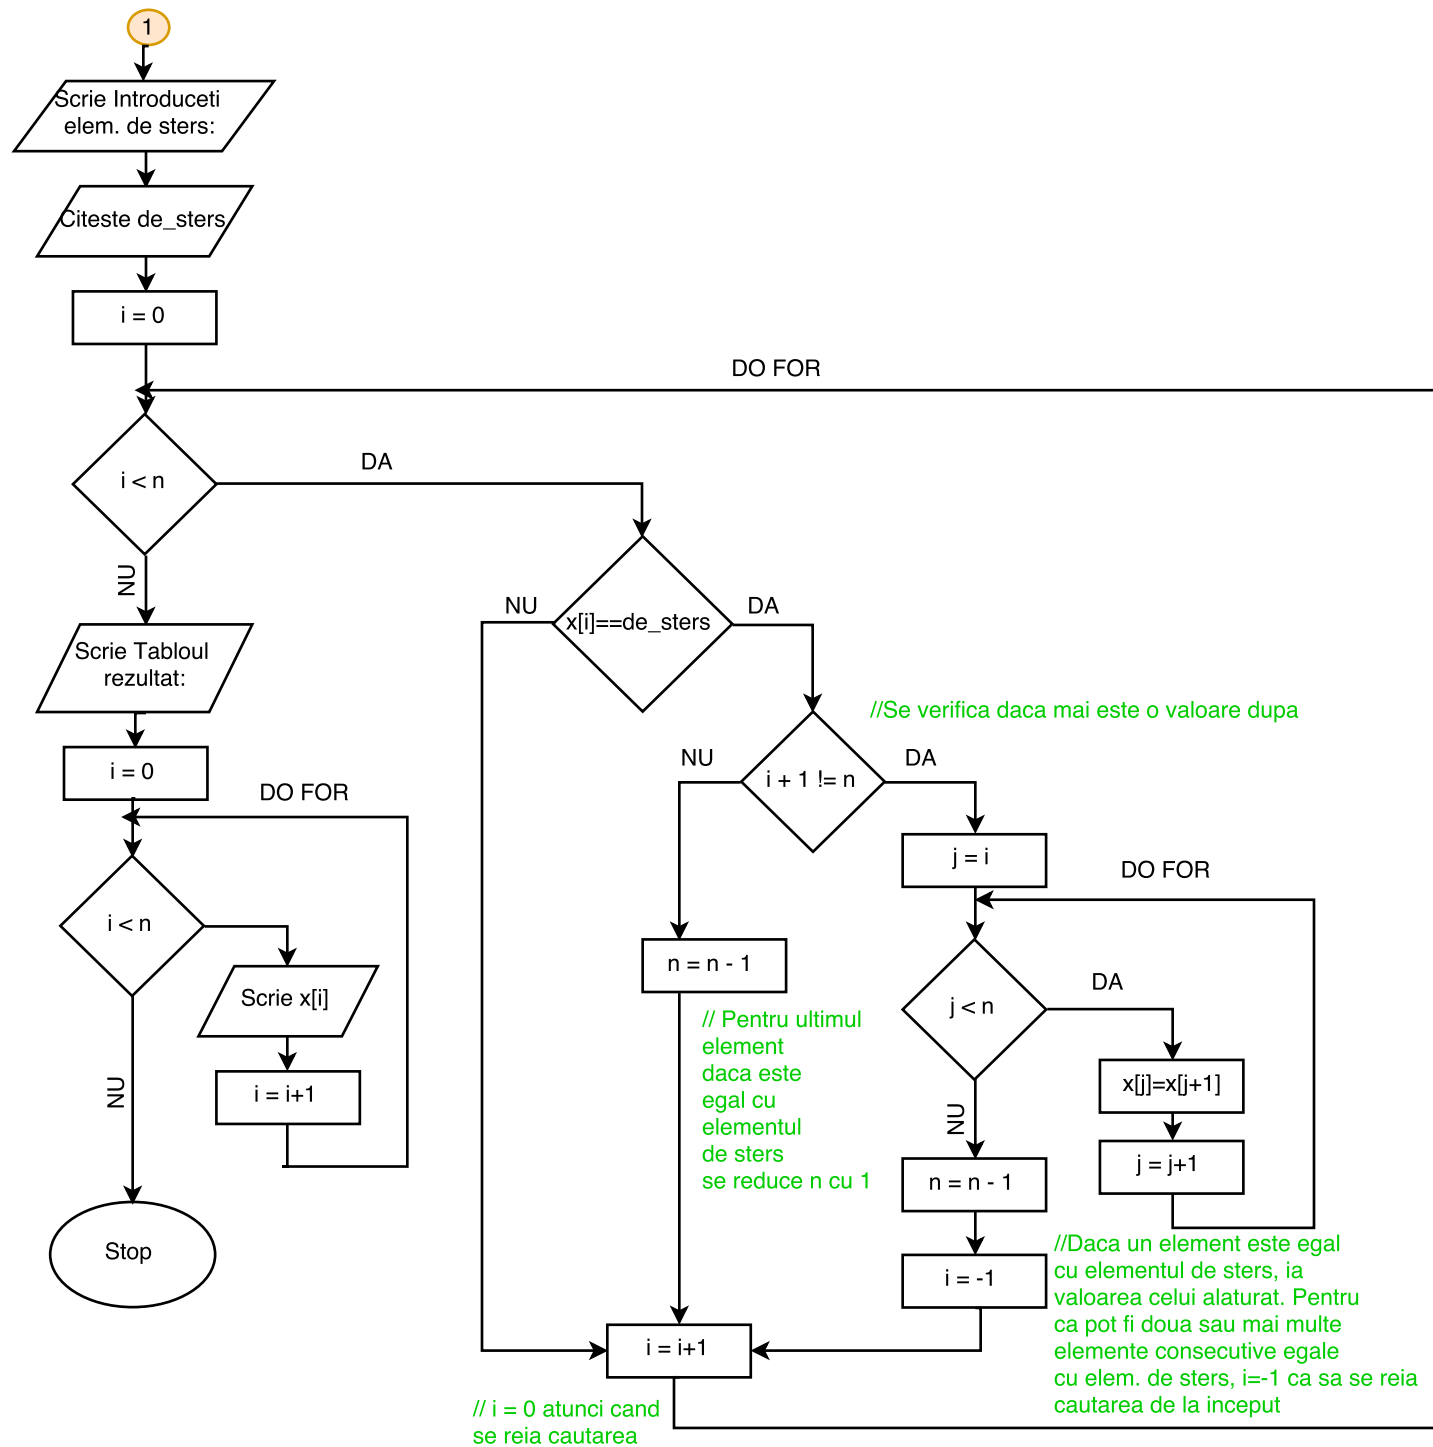 1
Scrie Introduceti
elem. de sters:
Citeste de_sters
i = 0
DO FOR
i < n
DA
NU
x[i]==de_sters
NU
DA
//Se verifica daca mai este o valoare dupa
i + 1 != n
NU
DA
j = i
DO FOR
j < n
DA
x[j]=x[j+1]
j = j+1
NU
n = n - 1
i = -1
//Daca un element este egal
cu elementul de sters, ia
valoarea celui alaturat. Pentru
ca pot fi doua sau mai multe
elemente consecutive egale
cu elem. de sters, i=-1 ca sa se reia
cautarea de la inceput
n = n - 1
// Pentru ultimul
element
daca este
egal cu
elementul
de sters
se reduce n cu 1
i = i+1
// i = 0 atunci cand
se reia cautarea
Scrie Tabloul
rezultat:
i = 0
DO FOR
i < n
Scrie x[i]
i = i+1
NU
Stop